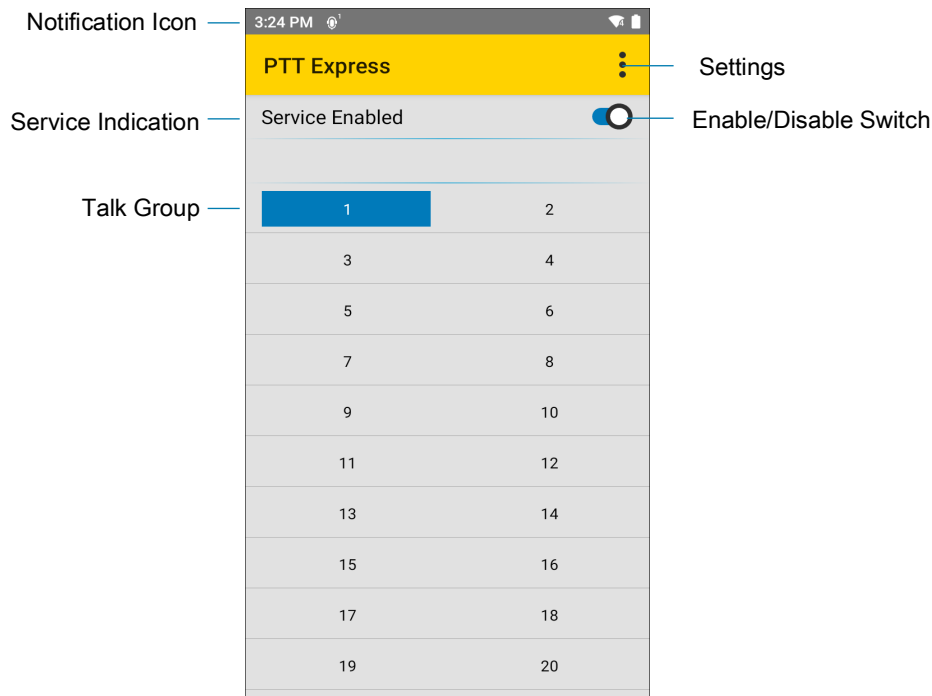 Notification Icon
3:24 PM 1
PTT Express
Settings
Service Indication
Service Enabled
Enable/Disable Switch
Talk Group
1 2
3 4
5 6
7 8
9 10
11 12
13 14
15 16
17 18
19 20